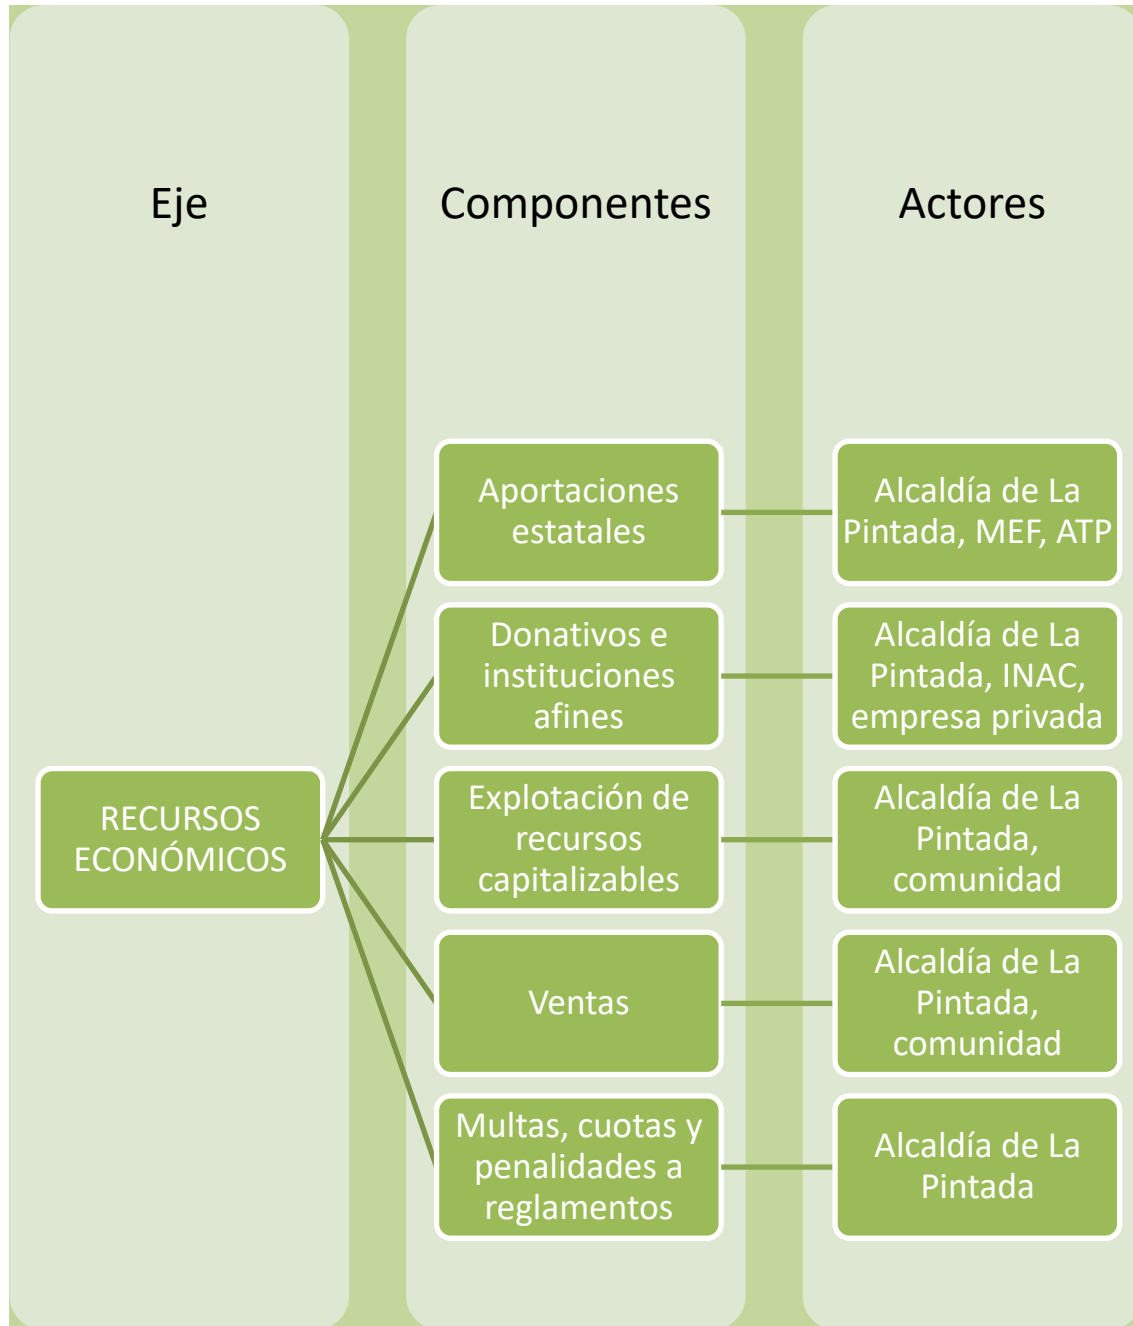 Eje
Componentes
Actores
RECURSOS
ECONÓMICOS
Aportaciones
estatales
Alcaldía de La
Pintada, MEF, ATP
Donativos e
instituciones
afines
Alcaldía de La
Pintada, INAC,
empresa privada
Explotación de
recursos
capitalizables
Alcaldía de La
Pintada,
comunidad
Ventas
Alcaldía de La
Pintada,
comunidad
Multas, cuotas y
penalidades a
reglamentos
Alcaldía de La
Pintada